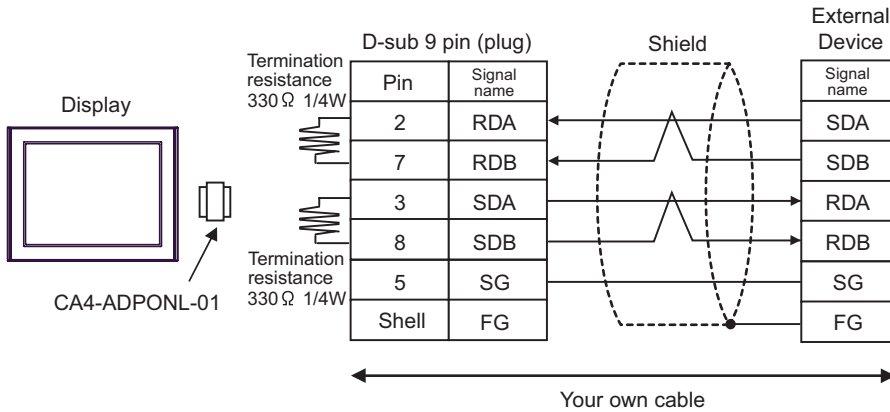 External
Device
D-sub 9 pin (plug)
Shield
Termination
resistance
330Ω 1/4W
Pin
Signal
name
Signal
name
Display
2 RDA SDA
7 RDB SDB
3 SDA RDA
8 SDB RDB
Termination
resistance
330Ω 1/4W
5 SG SG
CA4-ADPONL-01
Shell FG FG
Your own cable